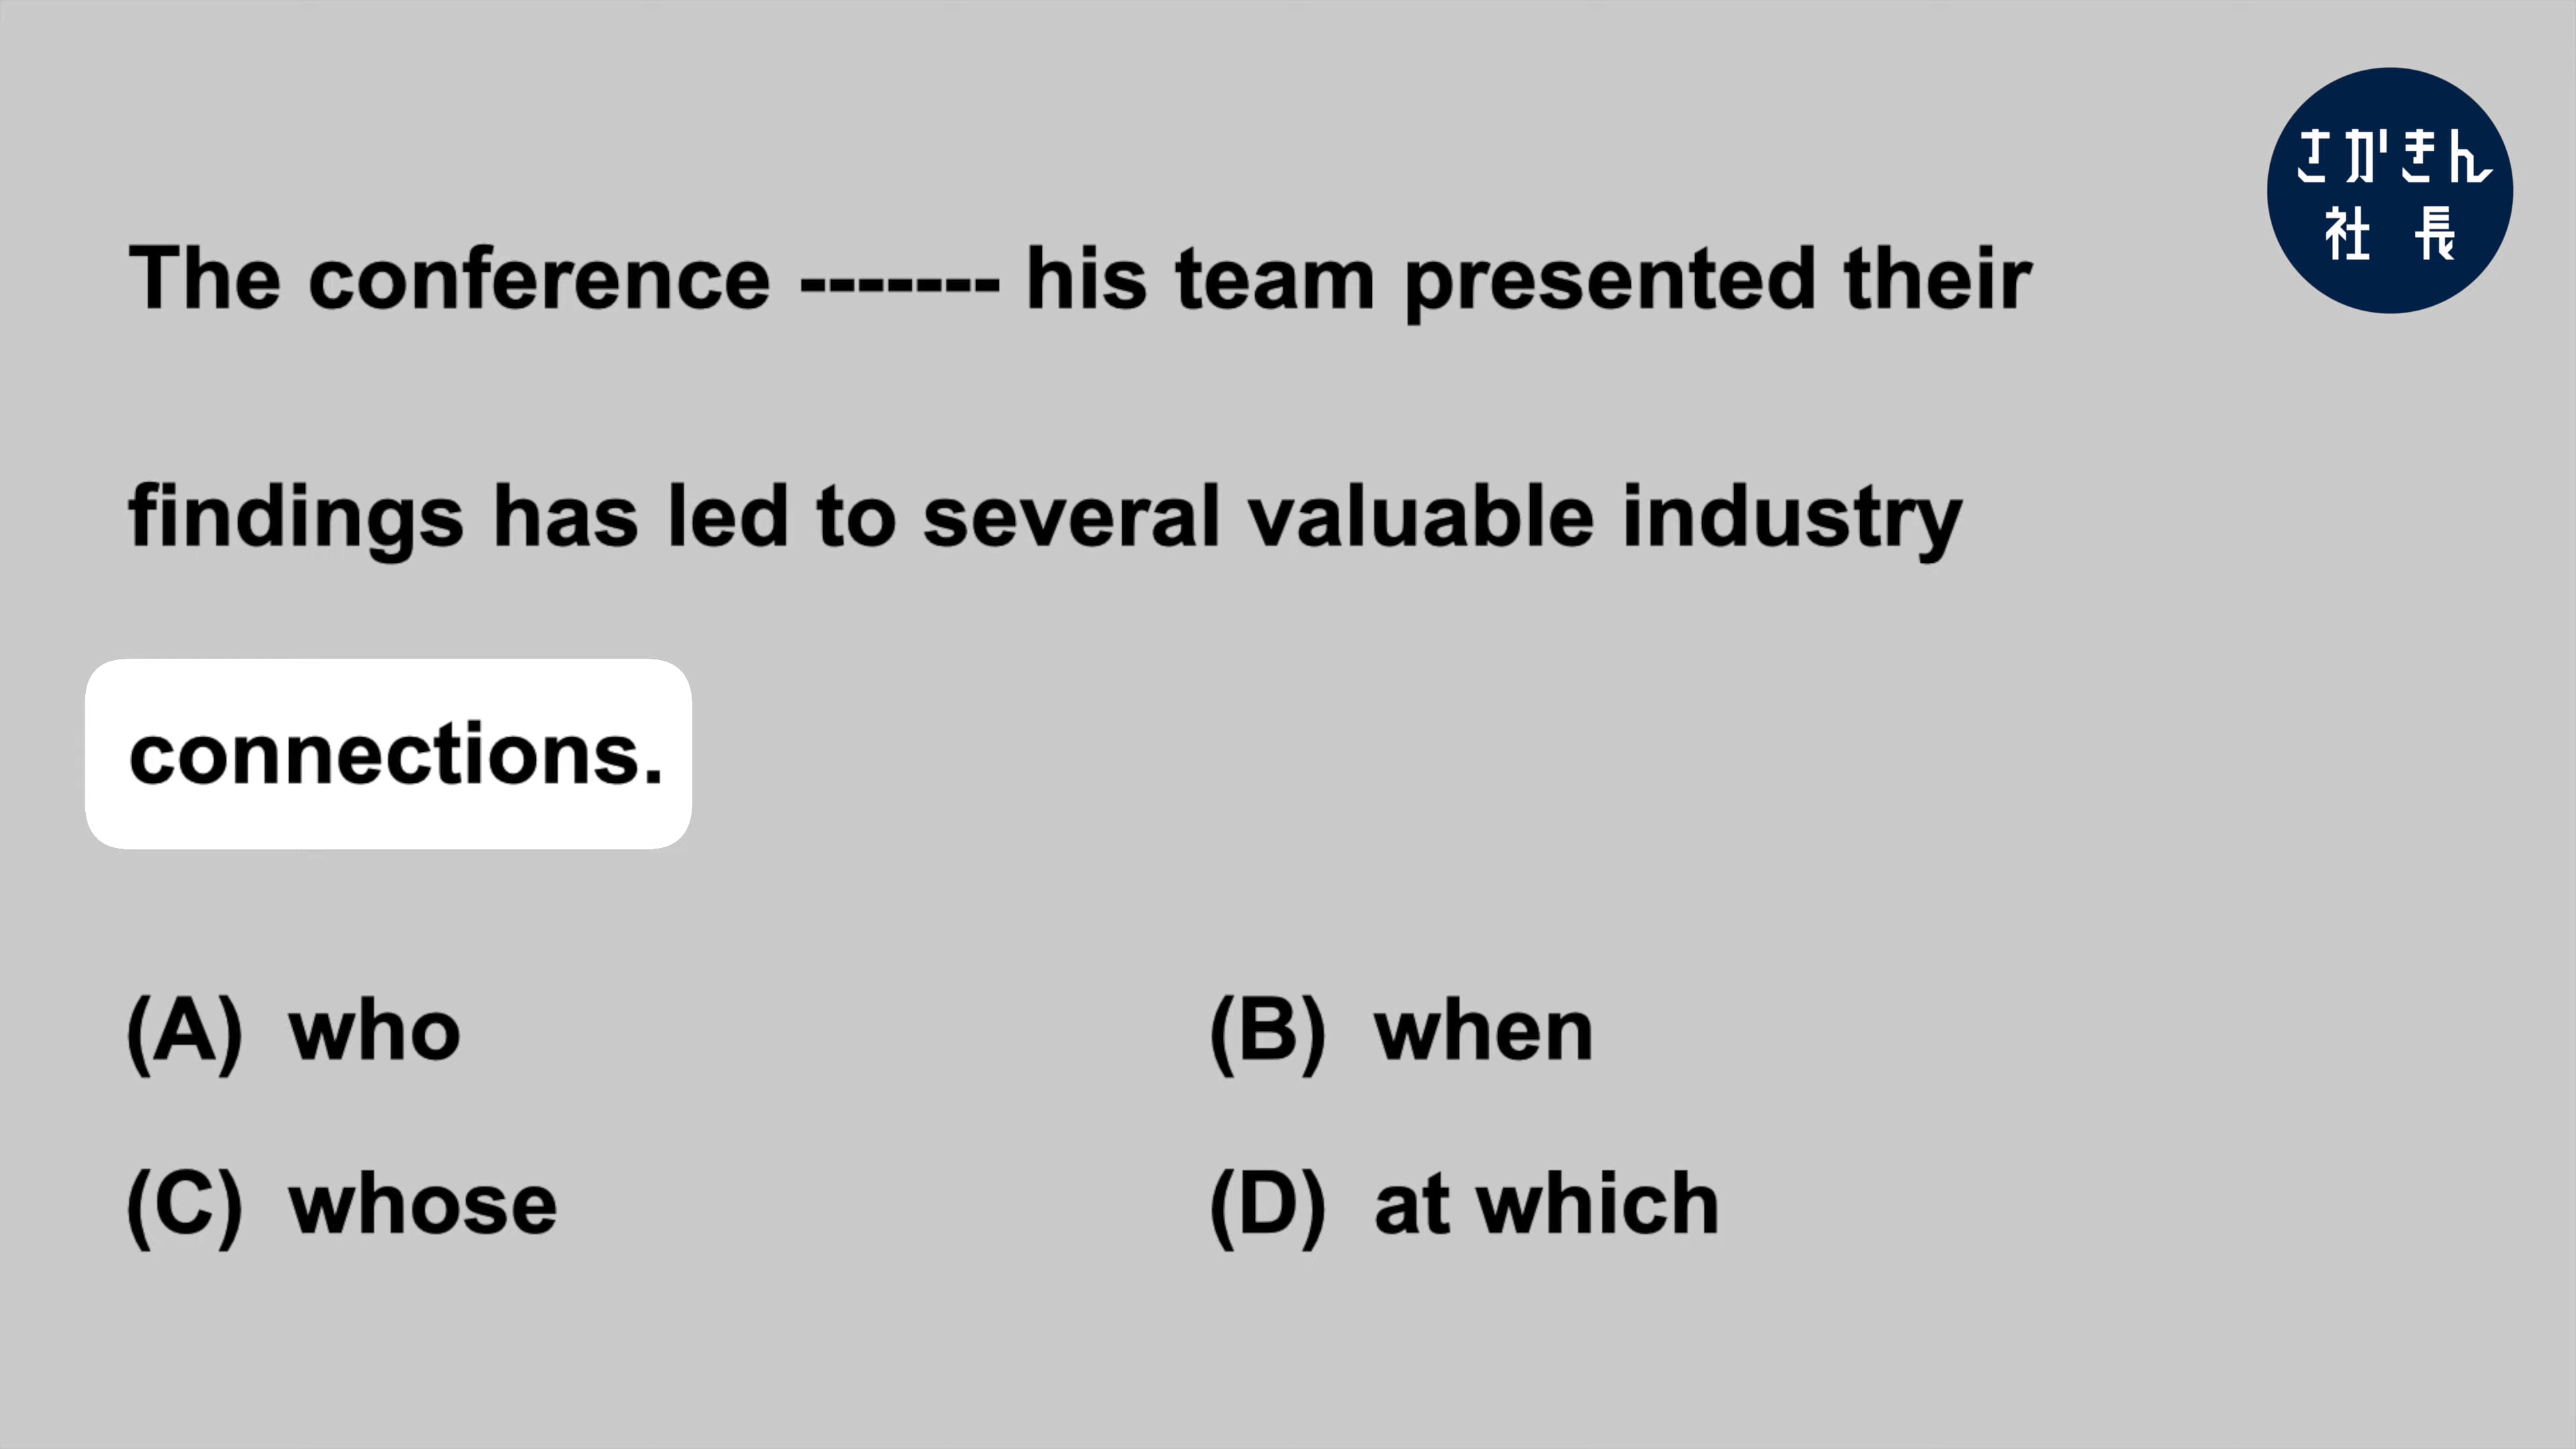 さかきん
社長
The conference ------- his team presented their
findings has led to several valuable industry
connections.
(A) who
(B) when
(C) whose
(D) at which